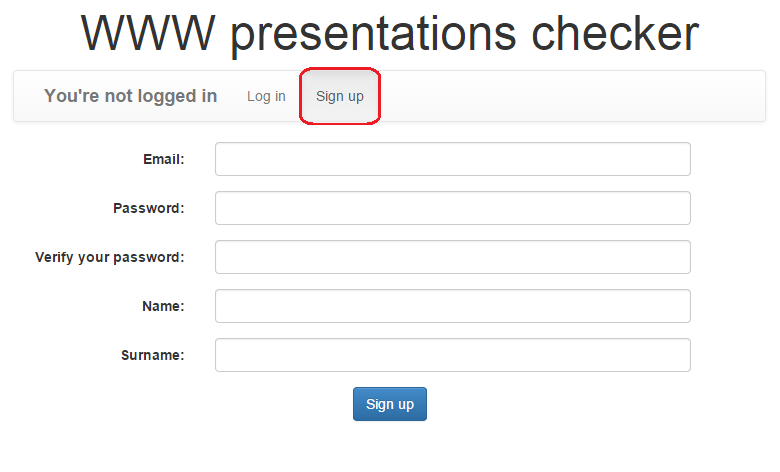 WWW presentations checker
You're not logged in Log in Sign up
Email:
Password:
Verify your password:
Name:
Surname:
Sign up